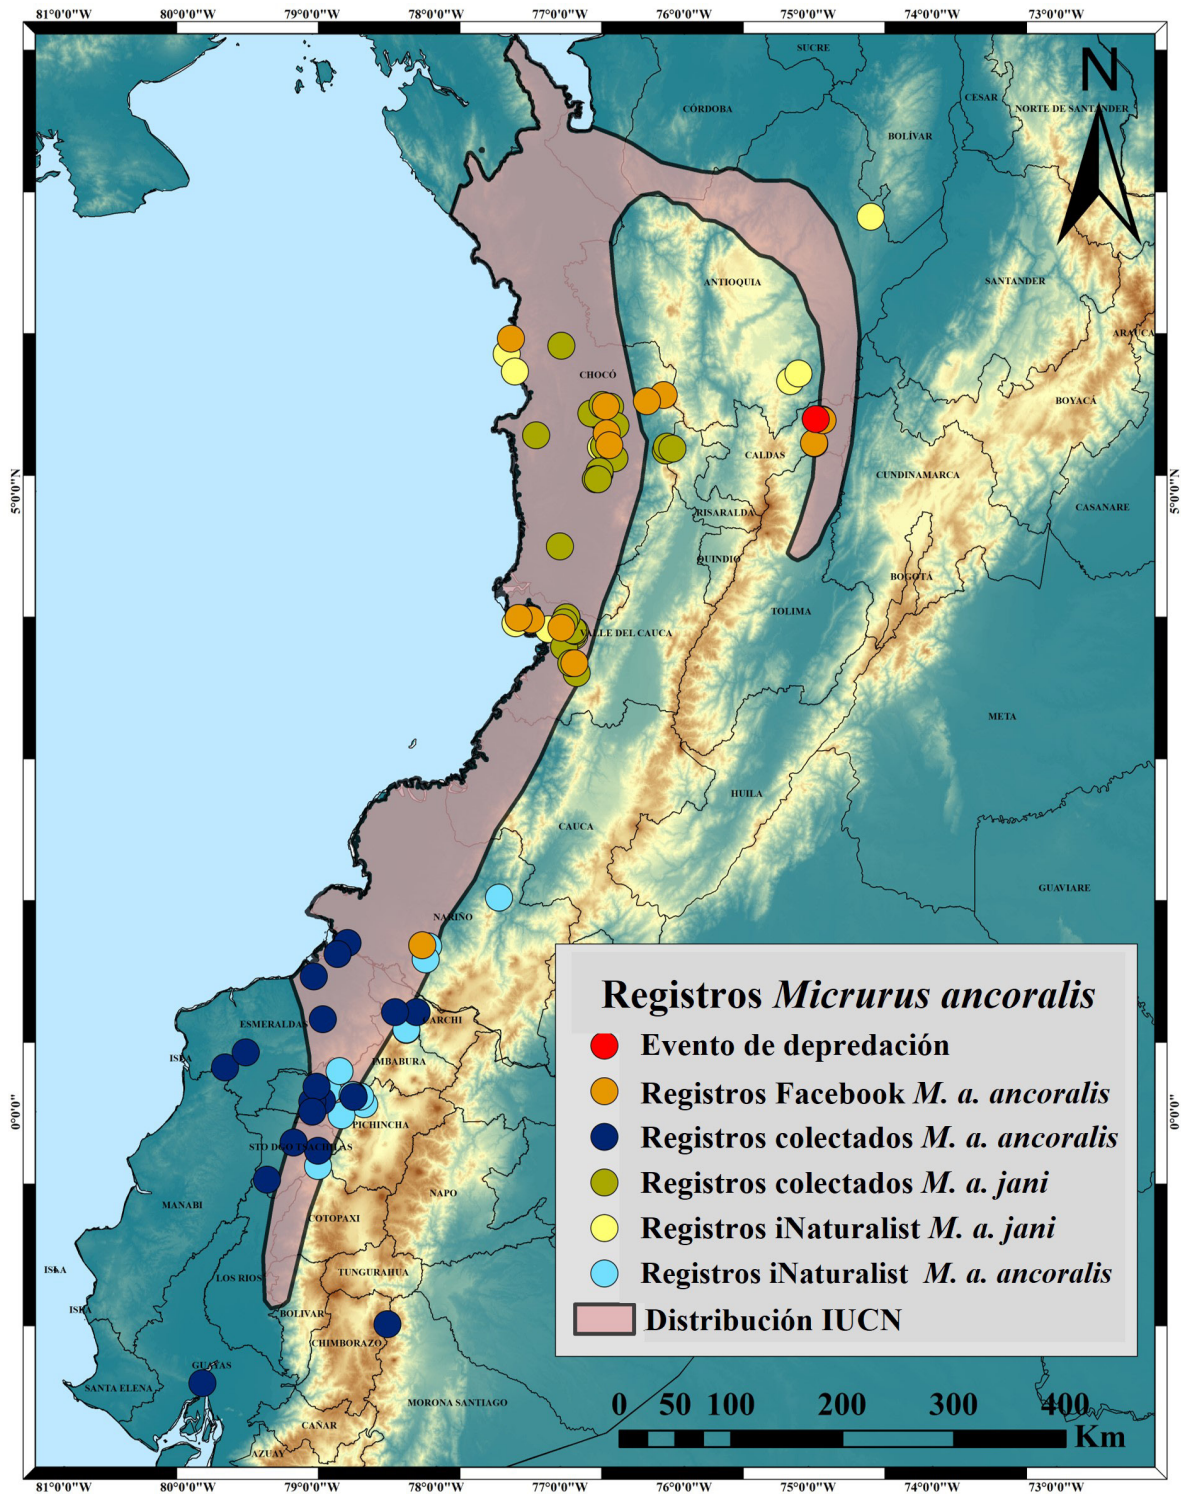 81°0'0"W 80°0'0"W 79°0'0"W 78°0'0"W 77°0'0"W 76°0'0"W 75°0'0"W 74°0'0"W 73°0'0"W
SUCRE
N
CESAR
CÓRDOBA
NORTE DE SANTANDER
BOLÍVAR
ANTIOQUIA
SANTANDER
ARAUCA
CHOCÓ
BOYACÁ
CALDAS
CUNDINAMARCA
5°0'0"N
5°0'0"N
CASANARE
RISARALDA
QUINDIO
BOGOTÁ
TOLIMA
VALLE DEL CAUCA
META
HUILA
CAUCA
GUAVIARE
NARIÑO
Registros Micrurus ancoralis
CARCHI
ESMERALDAS
Evento de depredación
ISLA
IMBABURA
Registros Facebook M. a. ancoralis
0°0'0"
0°0'0"
PICHINCHA
Registros colectados M. a. ancoralis
STO DGO TSACHILAS
Registros colectados M. a. jani
NAPO
MANABI
COTOPAXI
Registros iNaturalist M. a. jani
ISLA
TUNGURAHUA
Registros iNaturalist M. a. ancoralis
LOS RIOS
ISLA
BOLIVAR
Distribución IUCN
CHIMBORAZO
GUAYAS
SANTA ELENA
MORONA SANTIAGO
0 50 100 200 300 400
Km
CAÑAR
AZUAY
81°0'0"W 80°0'0"W 79°0'0"W 78°0'0"W 77°0'0"W 76°0'0"W 75°0'0"W 74°0'0"W 73°0'0"W